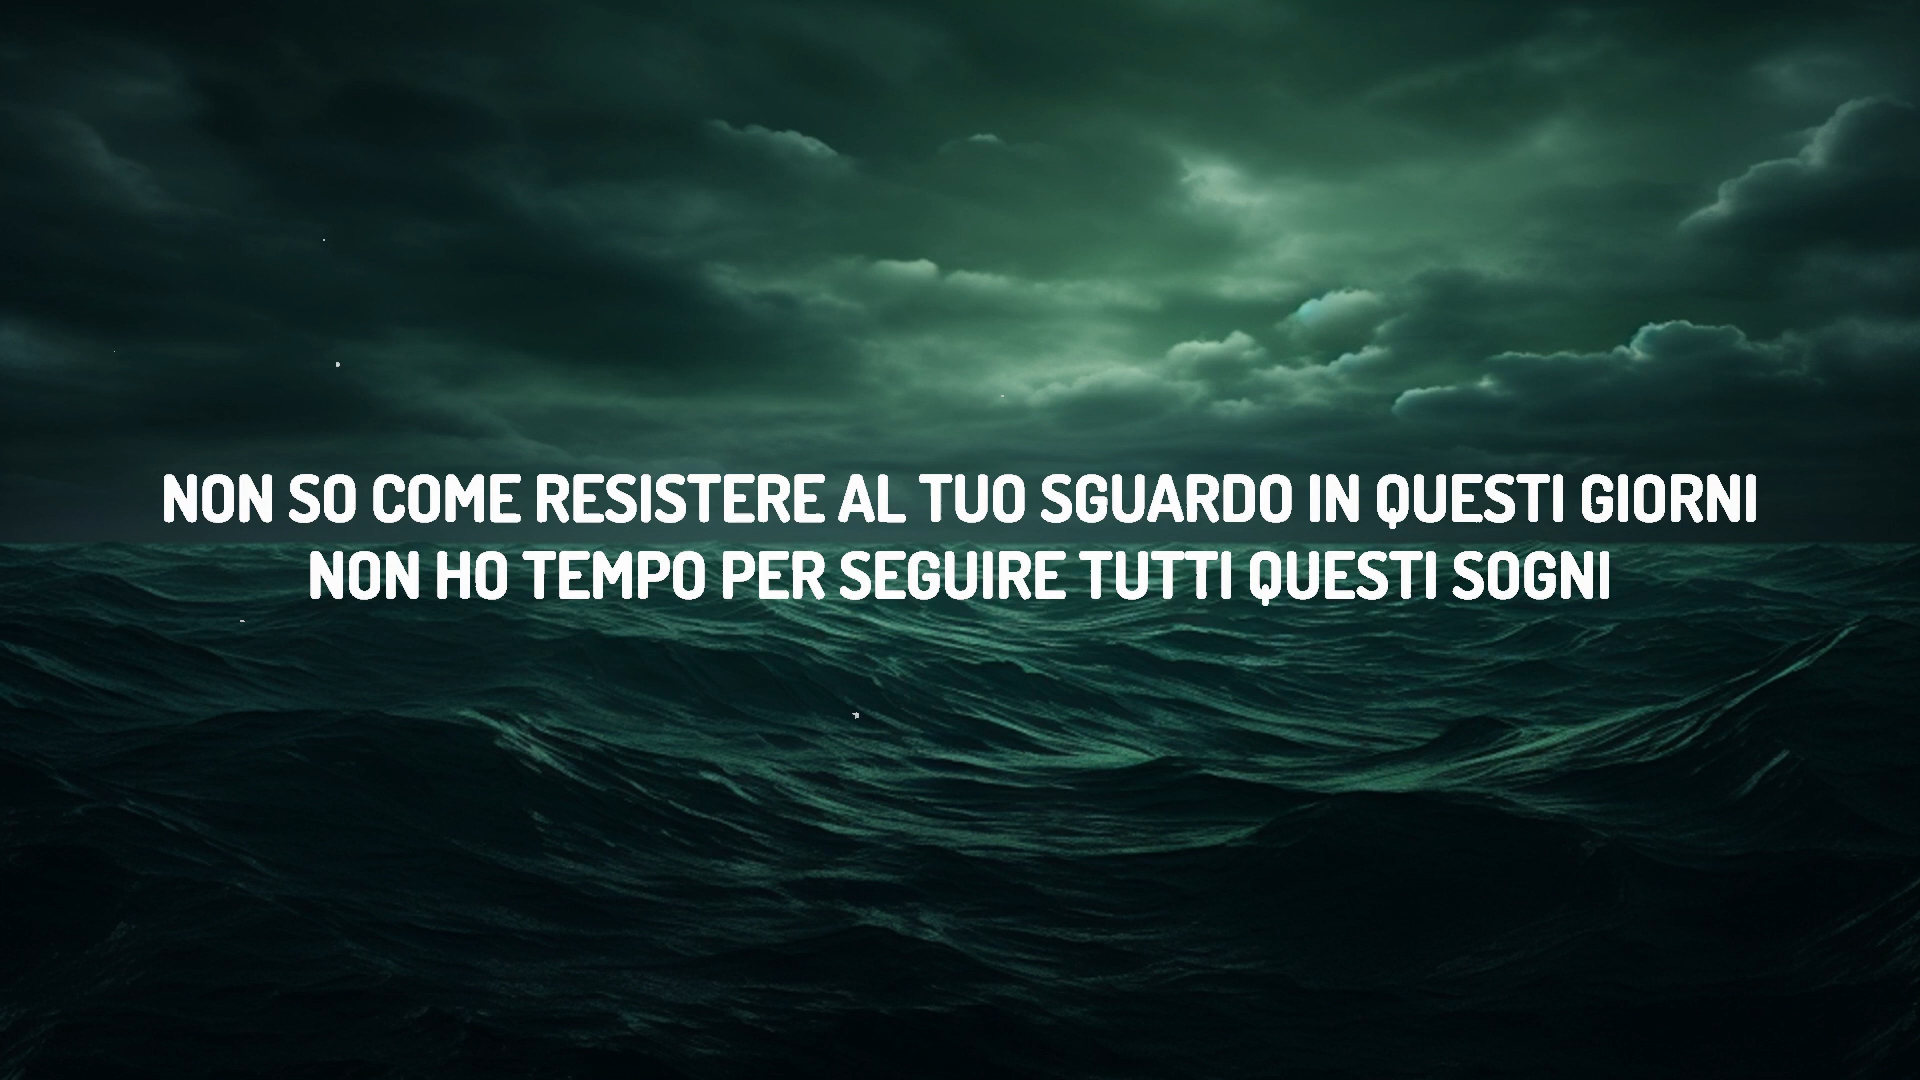 NON SO COME RESISTERE AL TUO SGUARDO IN QUESTI GIORNI
NON HO TEMPO PER SEGUIRE TUTTI QUESTI SOGNI